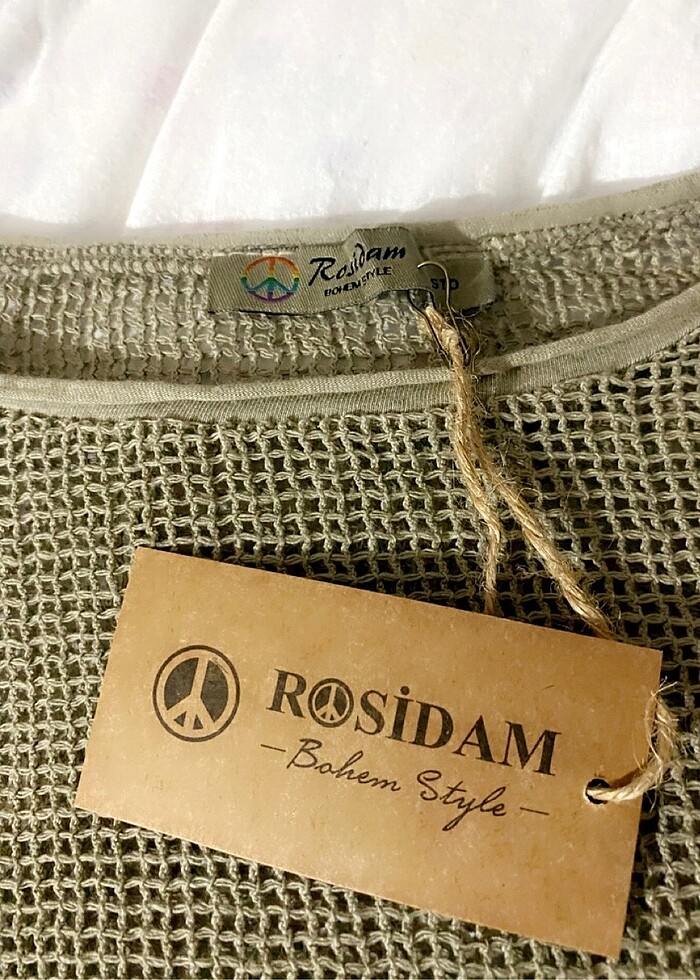 Rosidam
BOHEM STYLE
STD
ROSİDAM
—Bohem Style—